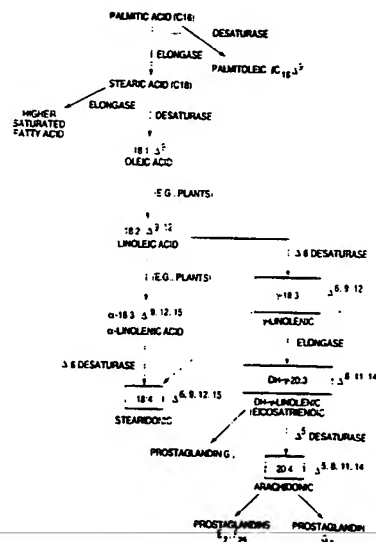 PALMITIC ACID (C16)
DESATURASE
ELONGASE
PALMITOLEIC (C16 Δ9
STEARIC ACID (C18)
ELONGASE
HIGHER
SATURATED
FATTY ACID
DESATURASE
18:1 Δ9
OLEIC ACID
(E.G., PLANTS)
18:2 Δ9, 12
LINOLEIC ACID
Δ6 DESATURASE
(E.G., PLANTS)
γ-18:3 Δ6, 9, 12
γ-LINOLENIC
α-18:3 Δ9, 12, 15
α-LINOLENIC ACID
ELONGASE
Δ6 DESATURASE
DH-γ-20:3 Δ8, 11, 14
DH-γ-LINOLENIC
(EICOSATRIENOIC)
18:4 Δ6, 9, 12, 15
STEARIDONIC
Δ5 DESATURASE
PROSTAGLANDIN G
20:4 Δ5, 8, 11, 14
ARACHIDONIC
PROSTAGLANDINS
PROSTAGLANDIN